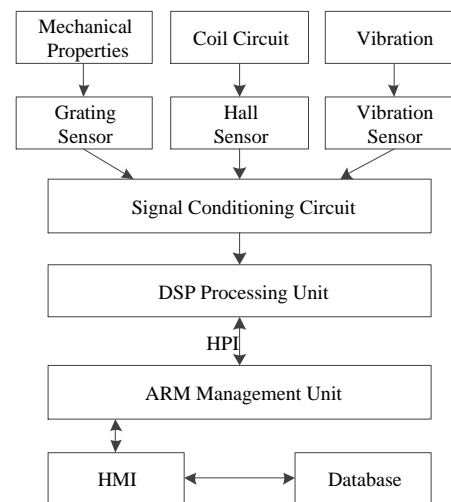 Mechanical
Properties
Coil Circuit
Vibration
Grating
Sensor
Hall
Sensor
Vibration
Sensor
Signal Conditioning Circuit
DSP Processing Unit
HPI
ARM Management Unit
HMI
Database